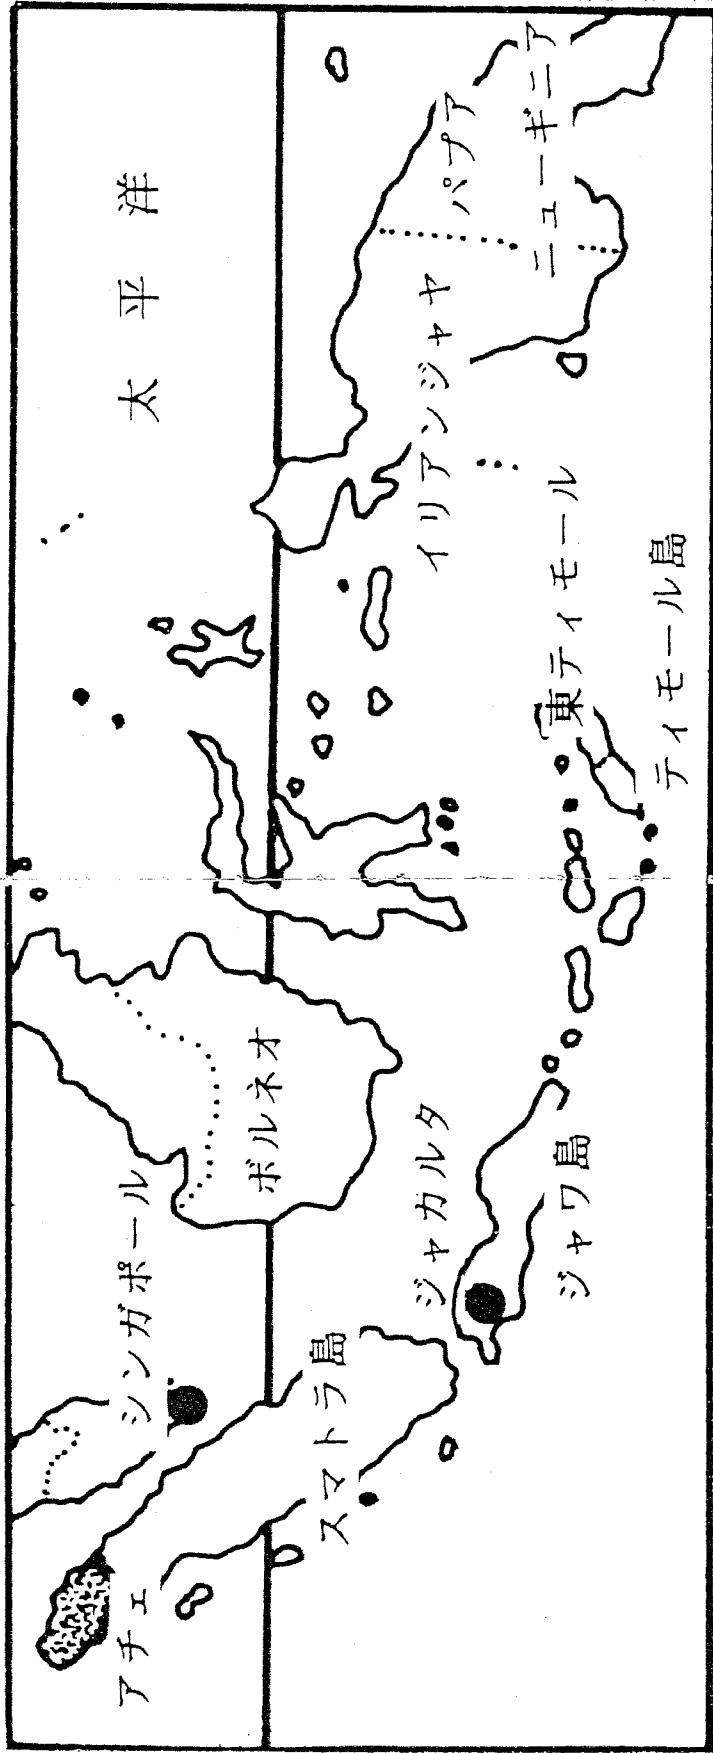 太平洋
アチェ
シンガポール
ボルネオ
スマトラ島
ジャカルタ
ジャワ島
イリアンジャヤ
パプア
ニューギニア
東ティモール
ティモール島